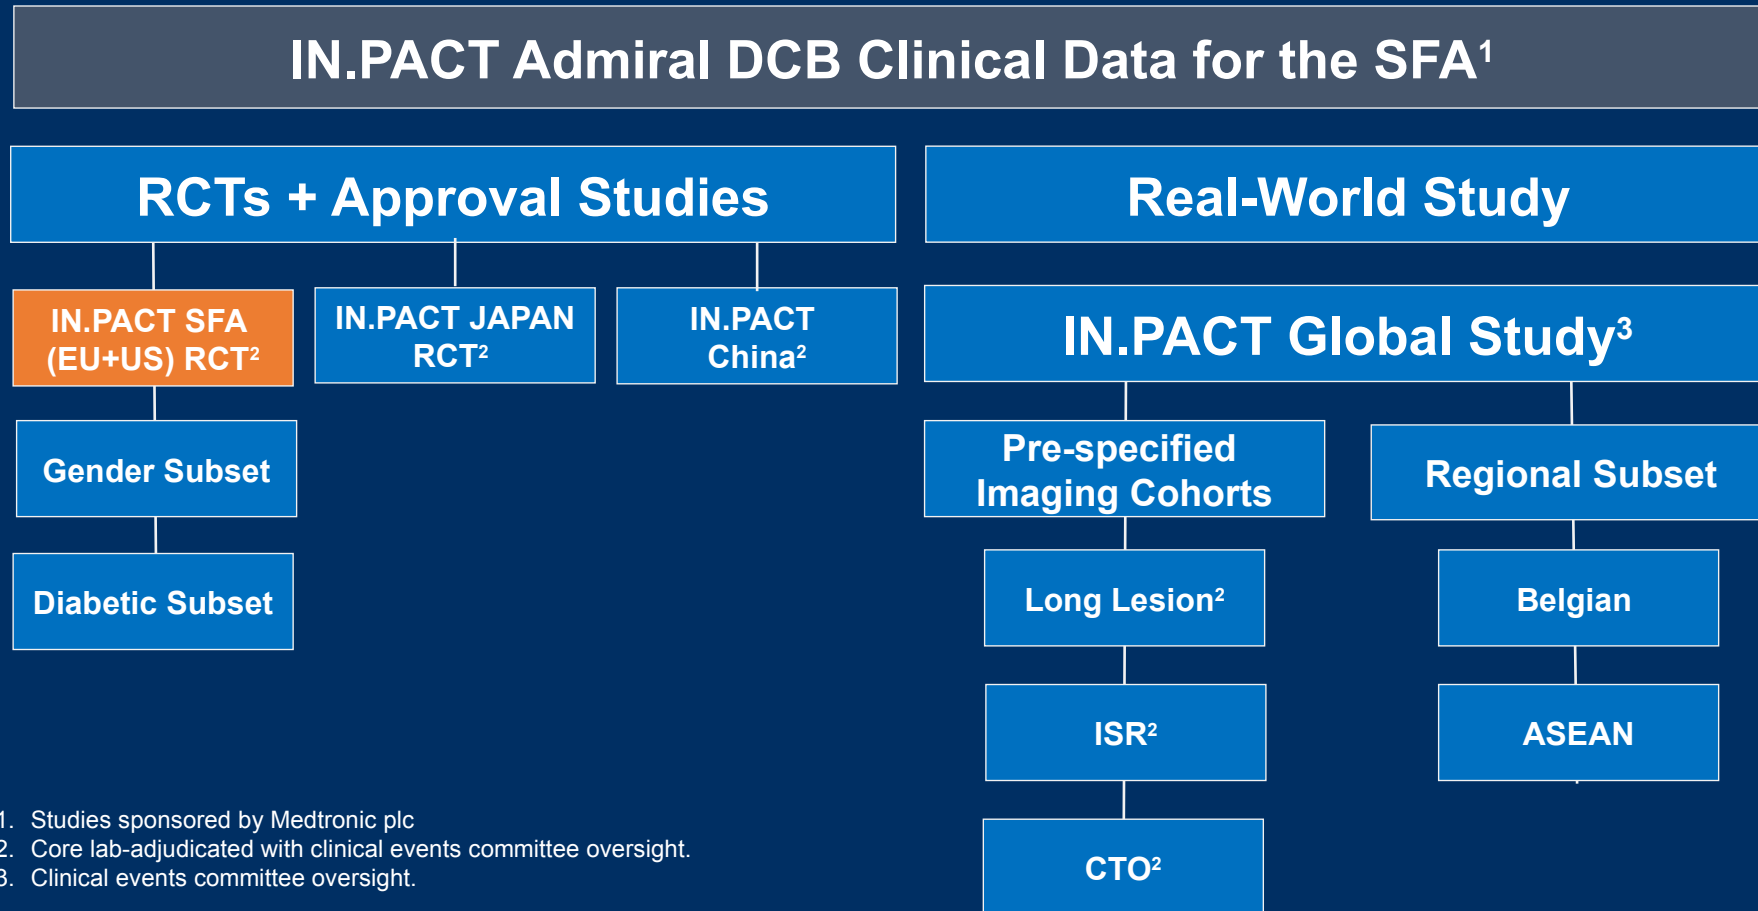 IN.PACT Admiral DCB Clinical Data for the SFA¹
RCTs + Approval Studies
Real-World Study
IN.PACT SFA
(EU+US) RCT²
IN.PACT JAPAN
RCT²
IN.PACT
China²
IN.PACT Global Study³
Gender Subset
Diabetic Subset
Pre-specified
Imaging Cohorts
Regional Subset
Long Lesion²
Belgian
ISR²
ASEAN
CTO²
1. Studies sponsored by Medtronic plc
2. Core lab-adjudicated with clinical events committee oversight.
3. Clinical events committee oversight.